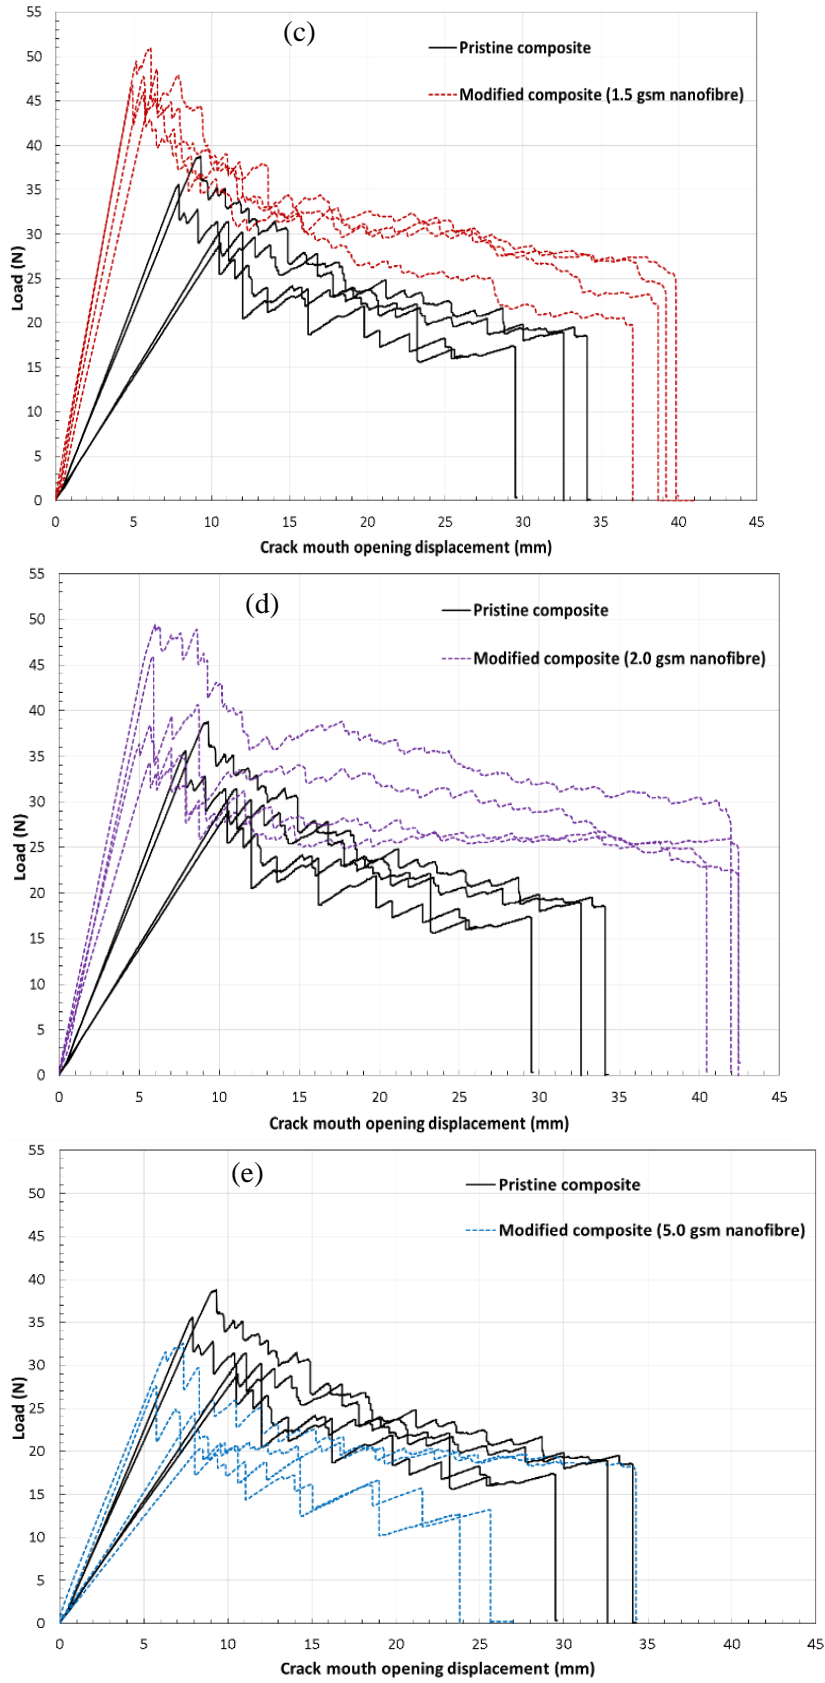 (c)
Pristine composite
Modified composite (1.5 gsm nanofibre)
55
50
45
40
35
30
25
20
15
10
5
0
Load (N)
0 5 10 15 20 25 30 35 40 45
Crack mouth opening displacement (mm)
(d)
Pristine composite
Modified composite (2.0 gsm nanofibre)
55
50
45
40
35
30
25
20
15
10
5
0
Load (N)
0 5 10 15 20 25 30 35 40 45
Crack mouth opening displacement (mm)
(e)
Pristine composite
Modified composite (5.0 gsm nanofibre)
55
50
45
40
35
30
25
20
15
10
5
0
Load (N)
0 5 10 15 20 25 30 35 40 45
Crack mouth opening displacement (mm)